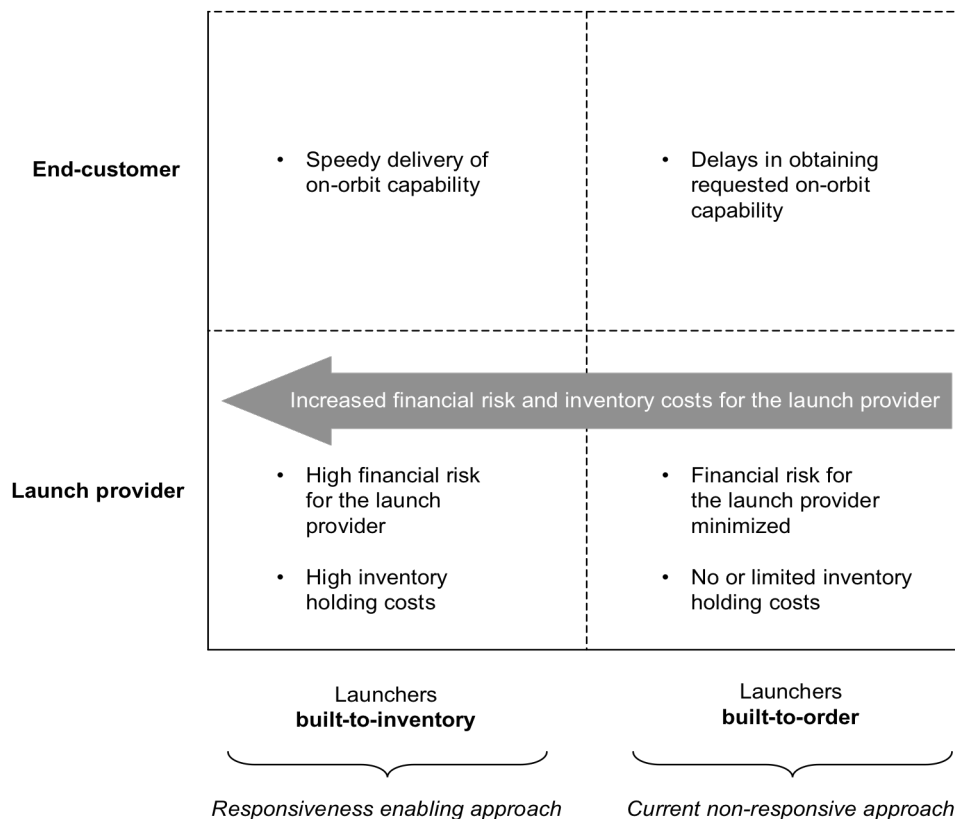 End-customer
• Speedy delivery of
on-orbit capability
• Delays in obtaining
requested on-orbit
capability
Increased financial risk and inventory costs for the launch provider
Launch provider
• High financial risk
for the launch
provider
• High inventory
holding costs
• Financial risk for
the launch provider
minimized
• No or limited inventory
holding costs
Launchers
built-to-inventory
Launchers
built-to-order
Responsiveness enabling approach
Current non-responsive approach